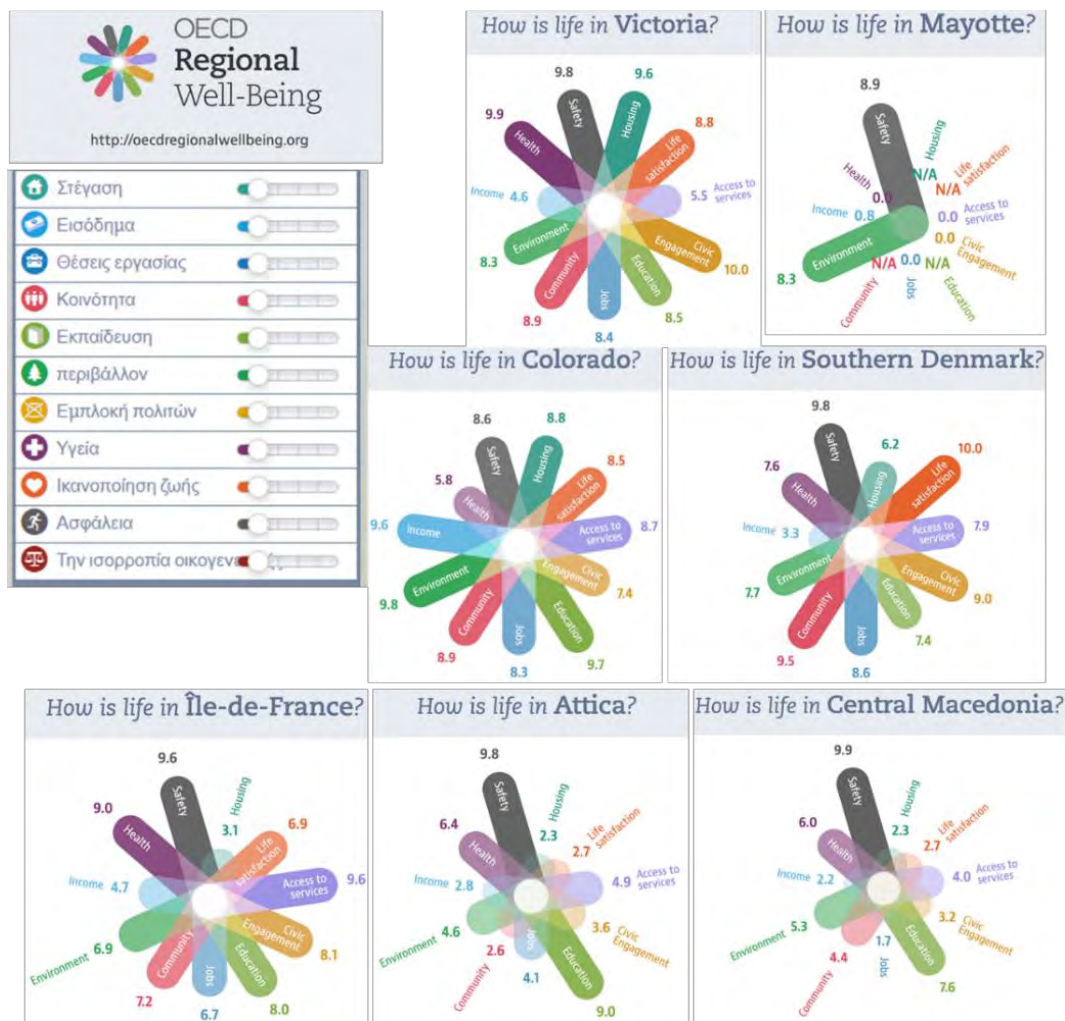 OECD
Regional
Well-Being
http://oecdregionalwellbeing.org
Στέγαση
Εισόδημα
Θέσεις εργασίας
Κοινότητα
Εκπαίδευση
περιβάλλον
Εμπλοκή πολιτών
Υγεία
Ικανοποίηση ζωής
Ασφάλεια
Την ισορροπία
How is life in Victoria?
9.8
Safety
9.6
Housing
8.8
Life
satisfaction
5.5 Access to
services
Civic
Engagement
10.0
Education
8.5
Jobs
8.4
Community
8.9
Environment
8.3
Income 4.6
Health
9.9
How is life in Mayotte?
8.9
Safety
Housing
N/A
Life
satisfaction
N/A
0.0 Access to
services
0.0 Civic
Engagement
N/A
Education
0.0
Jobs
N/A
Community
Environment
8.3
Income 0.8
Health
0.0
How is life in Colorado?
8.6
Safety
8.8
Housing
8.5
Life
satisfaction
Access to
services
8.7
Civic
Engagement
7.4
Education
9.7
Jobs
8.3
Community
8.9
Environment
9.8
Income
9.6
Health
5.8
How is life in Southern Denmark?
9.8
Safety
6.2
Housing
10.0
Life
satisfaction
Access to
services
7.9
Civic
Engagement
9.0
Education
7.4
Jobs
8.6
Community
9.5
Environment
7.7
Income 3.3
Health
7.6
How is life in Île-de-France?
9.6
Safety
Housing
3.1
6.9
Life
satisfaction
Access to
services
9.6
Civic
Engagement
8.1
Education
8.0
Jobs
6.7
Community
7.2
Environment
6.9
Income 4.7
Health
9.0
How is life in Attica?
9.8
Safety
Housing
2.3
Life
satisfaction
2.7
4.9 Access to
services
3.6 Civic
Engagement
Education
9.0
Jobs
4.1
2.6
Community
4.6
Environment
Income 2.8
Health
6.4
How is life in Central Macedonia?
9.9
Safety
Housing
2.3
Life
satisfaction
2.7
4.0 Access to
services
3.2 Civic
Engagement
Education
7.6
1.7
Jobs
4.4
Community
5.3
Environment
Income 2.2
Health
6.0